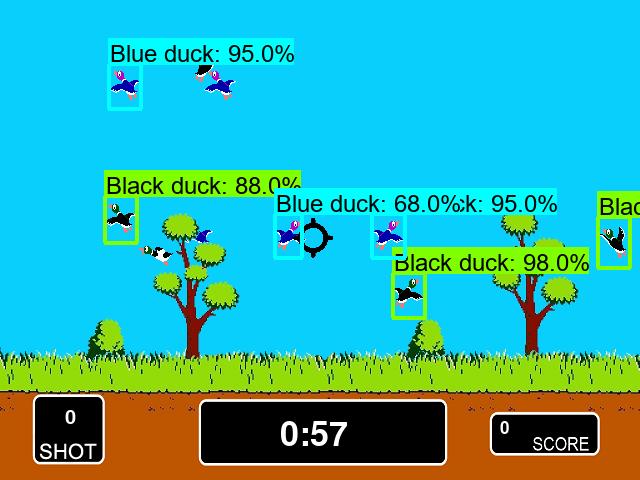 Blue duck: 95.0%
Black duck: 88.0%
Blue duck: 68.0%
k: 95.0%
Blac
Black duck: 98.0%
0
SHOT
0:57
0
SCORE